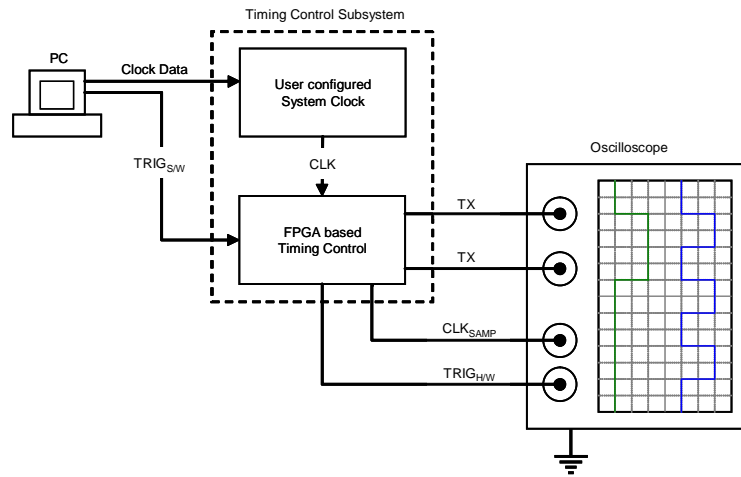 Timing Control Subsystem
PC
Clock Data
User configured
System Clock
Oscilloscope
CLK
TRIGS/W
FPGA based
Timing Control
TX
TX
CLKSAMP
TRIGH/W